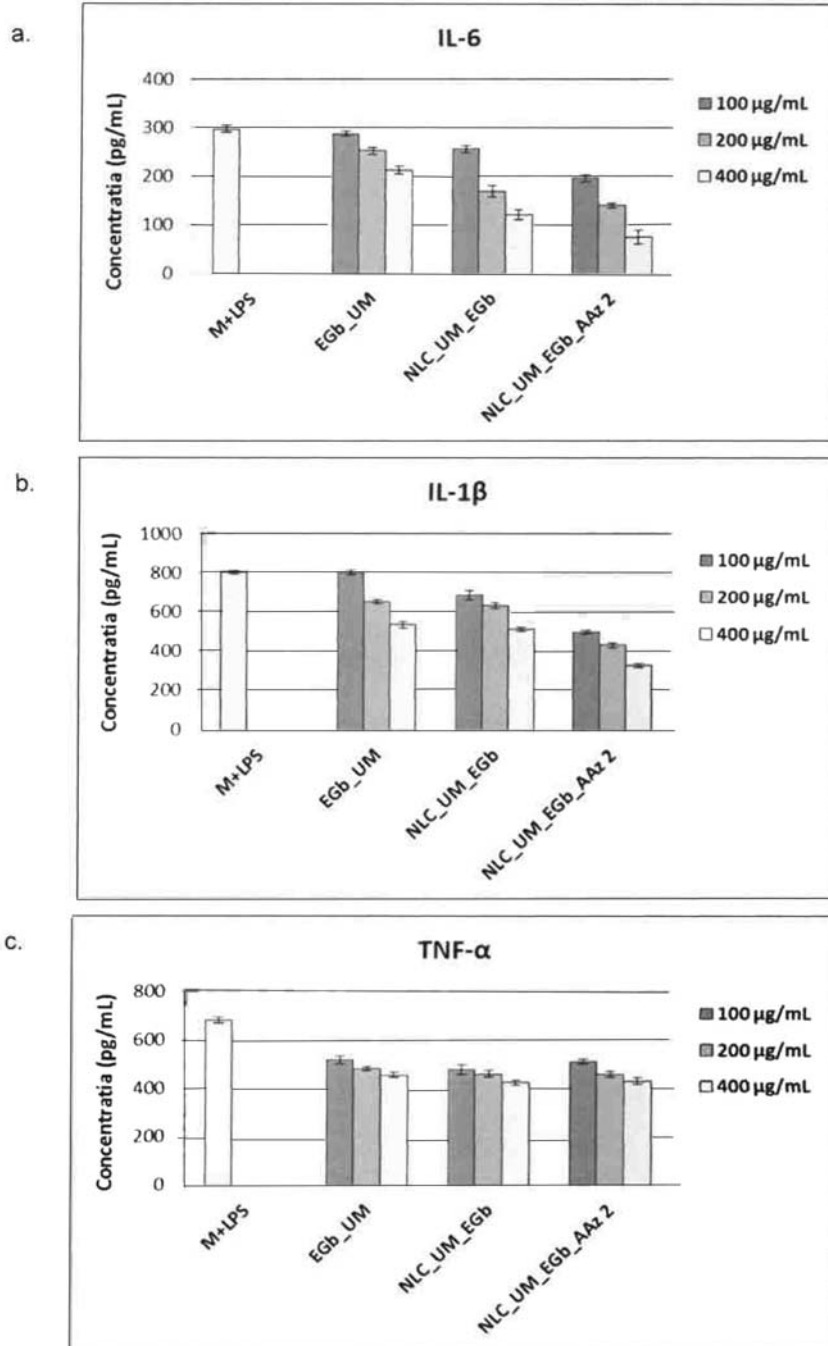 a.
IL-6
400
300
200
100
0
Concentratia (pg/mL)
M+LPS
EGb_UM
NLC_UM_EGb
NLC_UM_EGb_AAz 2
100 µg/mL
200 µg/mL
400 µg/mL
b.
IL-1β
1000
800
600
400
200
0
Concentratia (pg/mL)
M+LPS
EGb_UM
NLC_UM_EGb
NLC_UM_EGb_AAz 2
100 µg/mL
200 µg/mL
400 µg/mL
c.
TNF-α
800
600
400
200
0
Concentratia (pg/mL)
M+LPS
EGb_UM
NLC_UM_EGb
NLC_UM_EGb_AAz 2
100 µg/mL
200 µg/mL
400 µg/mL